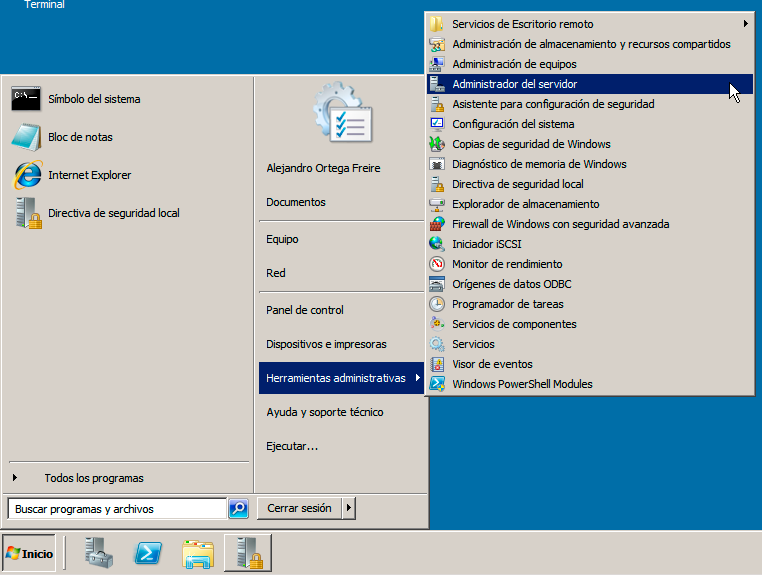 Terminal
Símbolo del sistema
Bloc de notas
Internet Explorer
Directiva de seguridad local
Todos los programas
Buscar programas y archivos
Alejandro Ortega Freire
Documentos
Equipo
Red
Panel de control
Dispositivos e impresoras
Herramientas administrativas
Ayuda y soporte técnico
Ejecutar...
Cerrar sesión
Servicios de Escritorio remoto
Administración de almacenamiento y recursos compartidos
Administración de equipos
Administrador del servidor
Asistente para configuración de seguridad
Configuración del sistema
Copias de seguridad de Windows
Diagnóstico de memoria de Windows
Directiva de seguridad local
Explorador de almacenamiento
Firewall de Windows con seguridad avanzada
Iniciador iSCSI
Monitor de rendimiento
Orígenes de datos ODBC
Programador de tareas
Servicios de componentes
Servicios
Visor de eventos
Windows PowerShell Modules
Inicio